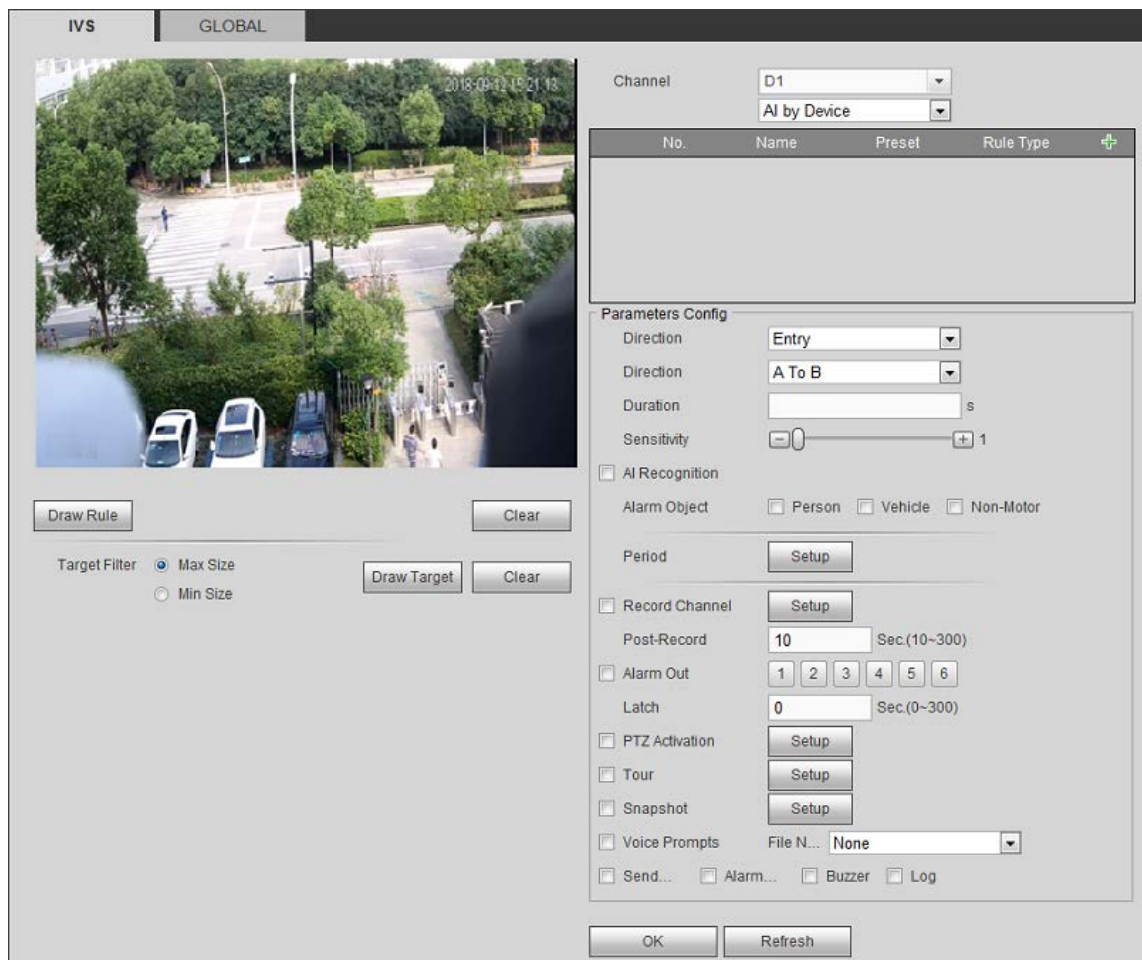 IVS GLOBAL
2018-09-12 15:21:13
Channel D1
AI by Device
No. Name Preset Rule Type
Parameters Config
Direction Entry
Direction A To B
Duration s
Sensitivity 1
AI Recognition
Alarm Object Person Vehicle Non-Motor
Period Setup
Record Channel Setup
Post-Record 10 Sec.(10~300)
Alarm Out 1 2 3 4 5 6
Latch 0 Sec.(0~300)
PTZ Activation Setup
Tour Setup
Snapshot Setup
Voice Prompts File N... None
Send... Alarm... Buzzer Log
OK Refresh
Draw Rule Clear
Target Filter Max Size Draw Target Clear
Min Size